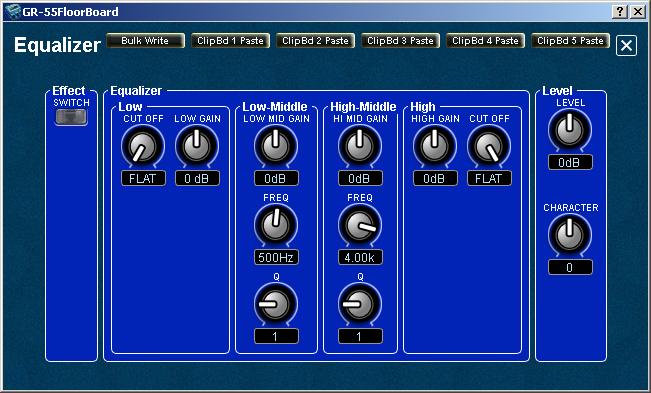 GR-55FloorBoard
Equalizer
Bulk Write ClipBd 1 Paste ClipBd 2 Paste ClipBd 3 Paste ClipBd 4 Paste ClipBd 5 Paste
Effect Equalizer Level
SWITCH Low Low-Middle High-Middle High LEVEL
CUT OFF LOW GAIN LOW MID GAIN HI MID GAIN HIGH GAIN CUT OFF
FLAT 0 dB 0dB 0dB 0dB FLAT 0dB
FREQ FREQ CHARACTER
500Hz 4.00k 0
Q Q
1 1